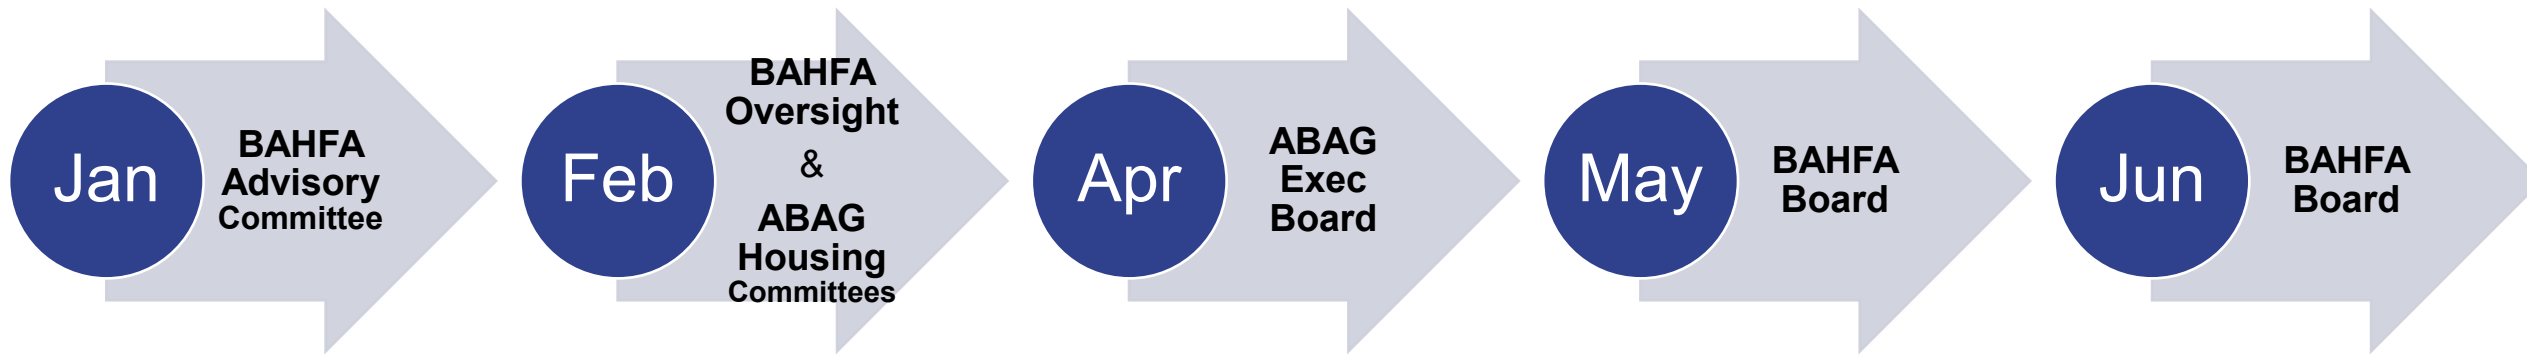 Jan
BAHFA
Advisory
Committee
Feb
BAHFA
Oversight
&
ABAG
Housing
Committees
Apr
ABAG
Exec
Board
May
BAHFA
Board
Jun
BAHFA
Board